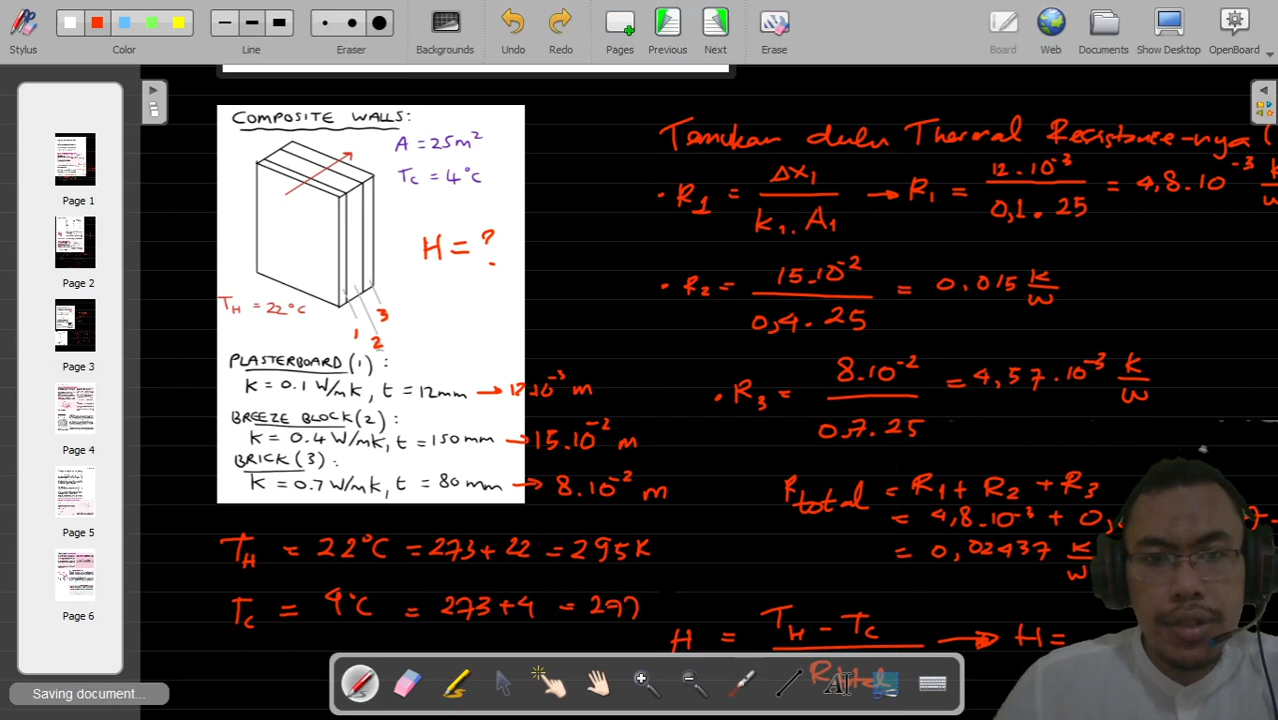 Stylus
Color
Line
Eraser
Backgrounds
Undo
Redo
Pages
Previous
Next
Erase
Board
Web
Documents
Show Desktop
OpenBoard
Page 1
Page 2
Page 3
Page 4
Page 5
Page 6
Saving document...
COMPOSITE WALLS:
A = 25m²
Tc = 4°C
H = ?
TH = 22°C
1
2
3
PLASTERBOARD (1):
K = 0.1 W/mK, t = 12mm → 12.10⁻³ m
BREEZE BLOCK (2):
K = 0.4 W/mK, t = 150mm → 15.10⁻² m
BRICK (3):
K = 0.7 W/mK, t = 80mm → 8.10⁻² m
TH = 22°C = 273+22 = 295K
Tc = 4°C = 273+4 = 297
Temukan dulu Thermal Resistance-nya (
• R1 = Δx1 / k1. A1 → R1 = 12.10⁻³ / 0,1. 25 = 4,8.10⁻³ K/W
• R2 = 15.10⁻² / 0,4. 25 = 0,015 K/W
• R3 = 8.10⁻² / 0,7. 25 = 4,57.10⁻³ K/W
Rtotal = R1 + R2 + R3
= 4,8.10⁻³ + 0,
= 0,02437 K/W
H = TH - Tc / Rtotal → H =